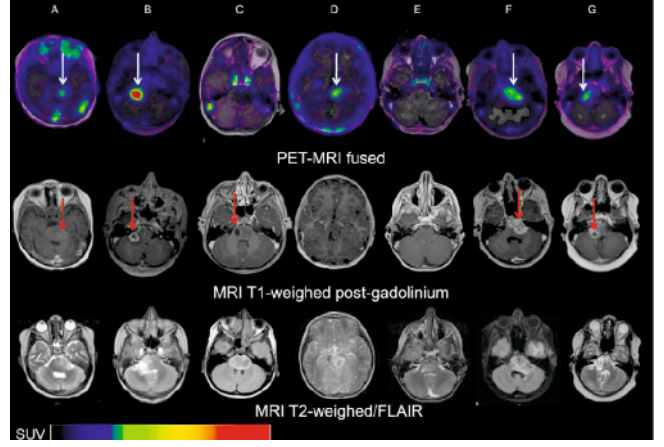 A B C D E F G
PET-MRI fused
MRI T1-weighed post-gadolinium
MRI T2-weighed/FLAIR
SUV